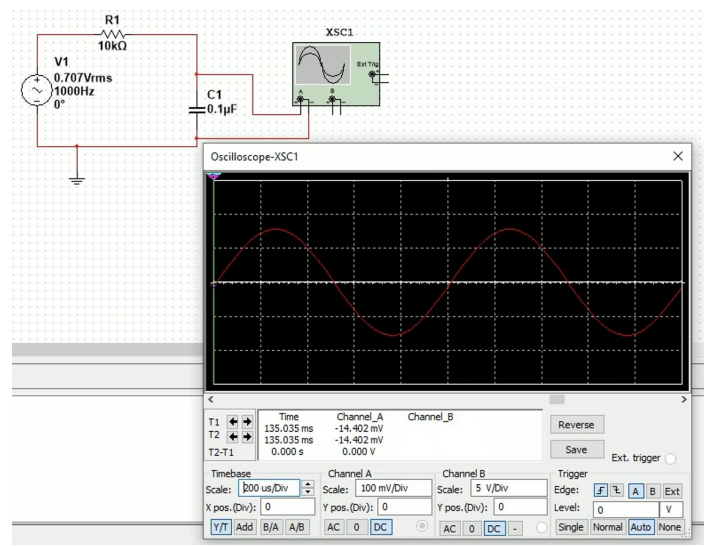 R1
10kΩ
V1
0.707Vrms
1000Hz
0°
C1
0.1µF
XSC1
Ext Trig
A B
Oscilloscope-XSC1
Time Channel_A Channel_B
T1 135.035 ms -14.402 mV
T2 135.035 ms -14.402 mV
T2-T1 0.000 s 0.000 V
Reverse
Save
Ext. trigger
Timebase Channel A Channel B Trigger
Scale: 200 us/Div Scale: 100 mV/Div Scale: 5 V/Div Edge: A B Ext
X pos.(Div): 0 Y pos.(Div): 0 Y pos.(Div): 0 Level: 0 V
Y/T Add B/A A/B AC 0 DC AC 0 DC - Single Normal Auto None